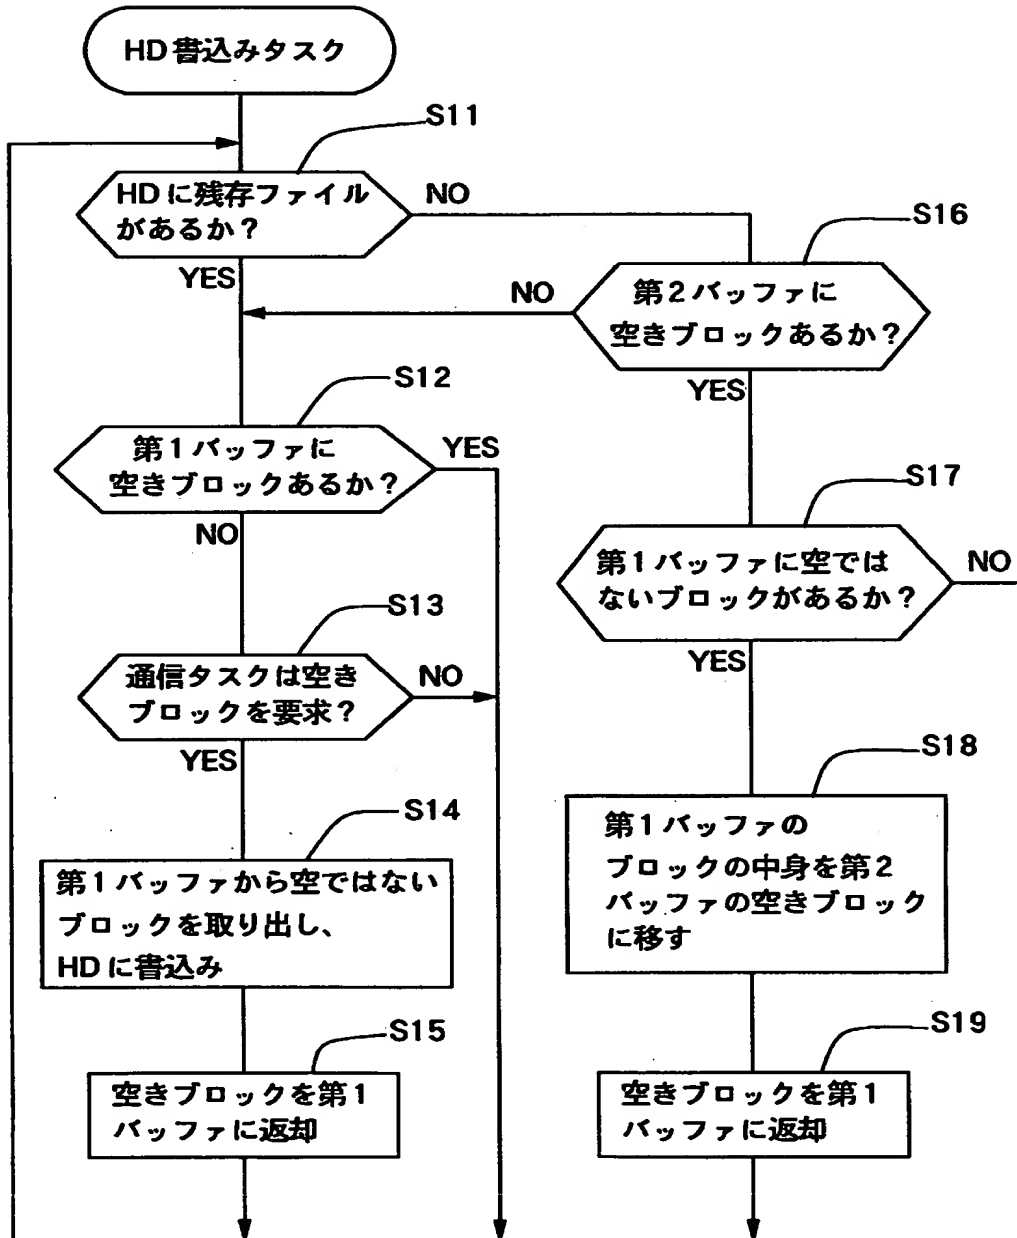 HD書込みタスク
S11
HDに残存ファイル
があるか?
NO
YES
S16
第2バッファに
空きブロックあるか?
NO
YES
S12
第1バッファに
空きブロックあるか?
YES
NO
S17
第1バッファに空では
ないブロックがあるか?
NO
YES
S13
通信タスクは空き
ブロックを要求?
NO
YES
S18
第1バッファの
ブロックの中身を第2
バッファの空きブロック
に移す
S14
第1バッファから空ではない
ブロックを取り出し、
HDに書込み
S15
空きブロックを第1
バッファに返却
S19
空きブロックを第1
バッファに返却